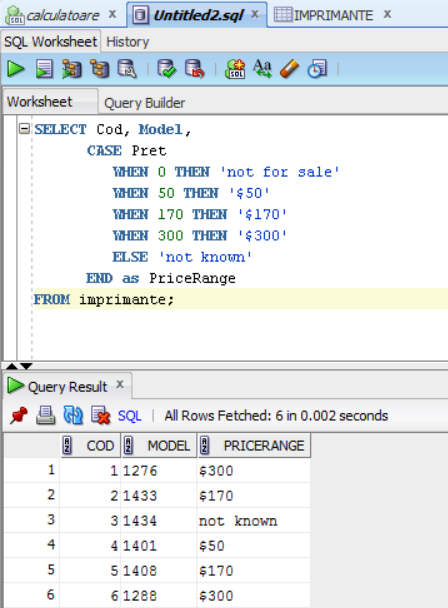 calculatoare x Untitled2.sql x IMPRIMANTE x
SQL Worksheet History
Worksheet Query Builder
SELECT Cod, Model,
CASE Pret
WHEN 0 THEN 'not for sale'
WHEN 50 THEN '$50'
WHEN 170 THEN '$170'
WHEN 300 THEN '$300'
ELSE 'not known'
END as PriceRange
FROM imprimante;
Query Result x
SQL | All Rows Fetched: 6 in 0.002 seconds
COD MODEL PRICERANGE
1 1 1276 $300
2 2 1433 $170
3 3 1434 not known
4 4 1401 $50
5 5 1408 $170
6 6 1288 $300